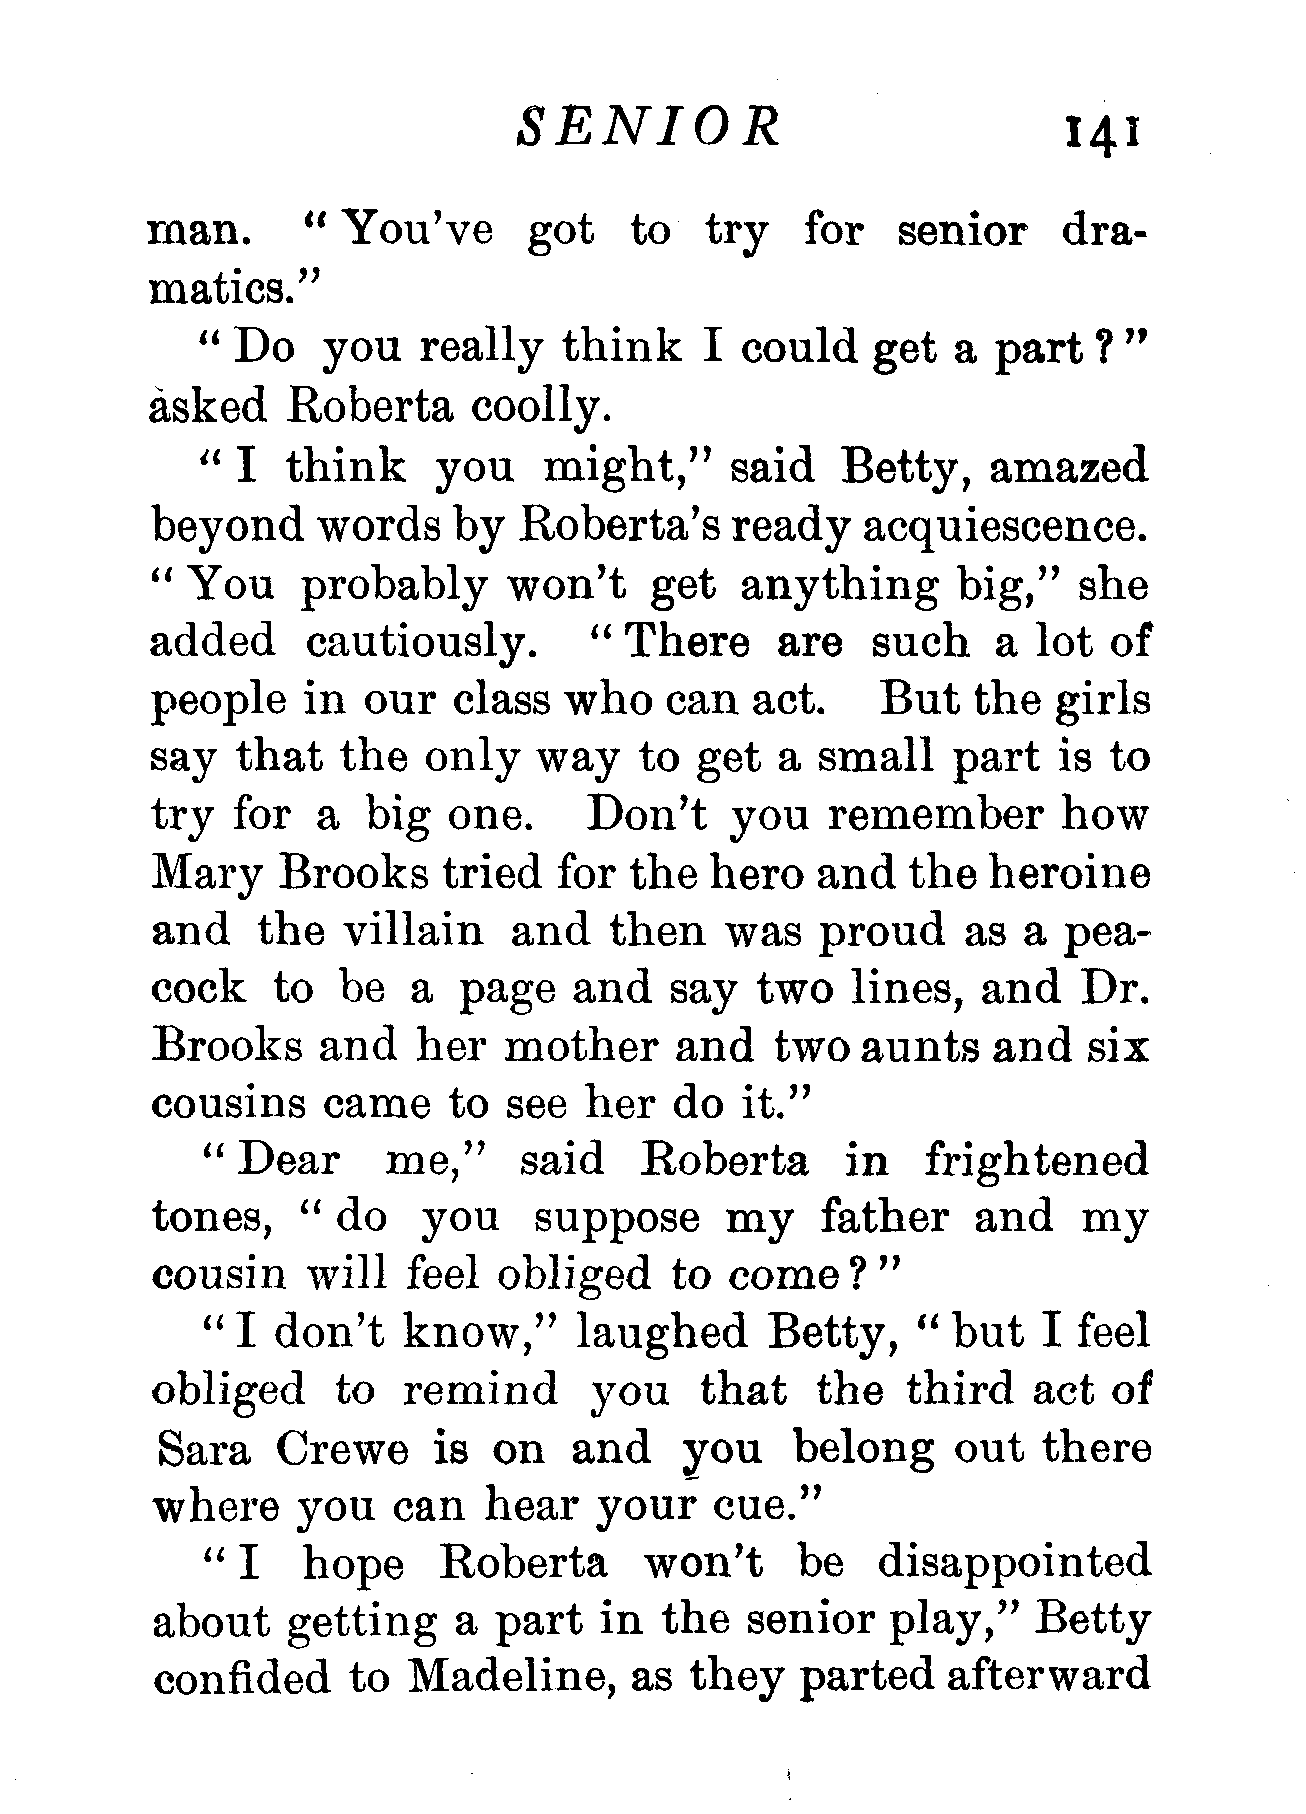 SENIOR 141
man. "You've got to try for senior dra-
matics."
"Do you really think I could get a part?"
asked Roberta coolly.
"I think you might," said Betty, amazed
beyond words by Roberta's ready acquiescence.
"You probably won't get anything big," she
added cautiously. "There are such a lot of
people in our class who can act. But the girls
say that the only way to get a small part is to
try for a big one. Don't you remember how
Mary Brooks tried for the hero and the heroine
and the villain and then was proud as a pea-
cock to be a page and say two lines, and Dr.
Brooks and her mother and two aunts and six
cousins came to see her do it."
"Dear me," said Roberta in frightened
tones, "do you suppose my father and my
cousin will feel obliged to come?"
"I don't know," laughed Betty, "but I feel
obliged to remind you that the third act of
Sara Crewe is on and you belong out there
where you can hear your cue."
"I hope Roberta won't be disappointed
about getting a part in the senior play," Betty
confided to Madeline, as they parted afterward